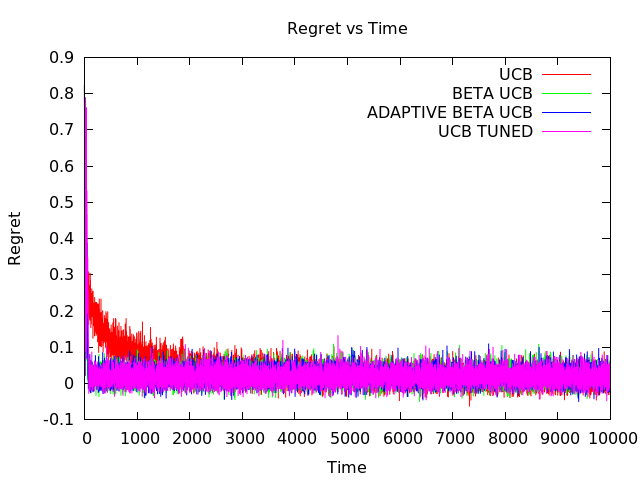 Regret vs Time
0.9
0.8
0.7
0.6
0.5
0.4
0.3
0.2
0.1
0
-0.1
Regret
UCB
BETA UCB
ADAPTIVE BETA UCB
UCB TUNED
0 1000 2000 3000 4000 5000 6000 7000 8000 9000 10000
Time